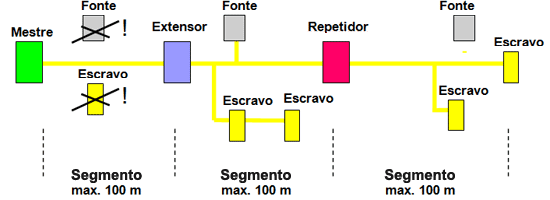 Fonte
Fonte
Fonte
!
Mestre
Extensor
Repetidor
Escravo
Escravo
!
Escravo
Escravo
Escravo
Segmento
max. 100 m
Segmento
max. 100 m
Segmento
max. 100 m